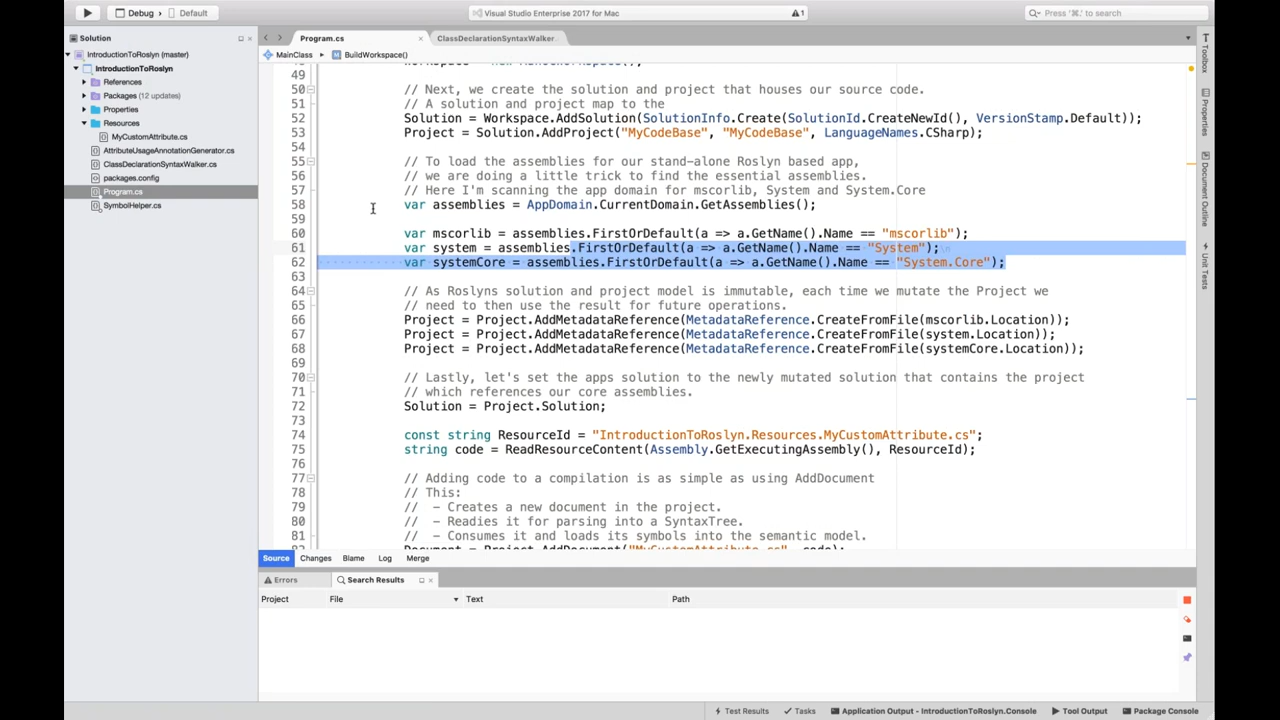 Debug
Default
Visual Studio Enterprise 2017 for Mac
1
Press '⌘.' to search
Solution
IntroductionToRoslyn (master)
IntroductionToRoslyn
References
Packages (12 updates)
Properties
Resources
MyCustomAttribute.cs
AttributeUsageAnnotationGenerator.cs
ClassDeclarationSyntaxWalker.cs
packages.config
Program.cs
SymbolHelper.cs
Program.cs
ClassDeclarationSyntaxWalker.
MainClass
BuildWorkspace()
49
50 // Next, we create the solution and project that houses our source code.
51 // A solution and project map to the
52 Solution = Workspace.AddSolution(SolutionInfo.Create(SolutionId.CreateNewId(), VersionStamp.Default));
53 Project = Solution.AddProject("MyCodeBase", "MyCodeBase", LanguageNames.CSharp);
54
55 // To load the assemblies for our stand-alone Roslyn based app,
56 // we are doing a little trick to find the essential assemblies.
57 // Here I'm scanning the app domain for mscorlib, System and System.Core
58 var assemblies = AppDomain.CurrentDomain.GetAssemblies();
59
60 var mscorlib = assemblies.FirstOrDefault(a => a.GetName().Name == "mscorlib");
61 var system = assemblies.FirstOrDefault(a => a.GetName().Name == "System");\n
62 var systemCore = assemblies.FirstOrDefault(a => a.GetName().Name == "System.Core");
63
64 // As Roslyns solution and project model is immutable, each time we mutate the Project we
65 // need to then use the result for future operations.
66 Project = Project.AddMetadataReference(MetadataReference.CreateFromFile(mscorlib.Location));
67 Project = Project.AddMetadataReference(MetadataReference.CreateFromFile(system.Location));
68 Project = Project.AddMetadataReference(MetadataReference.CreateFromFile(systemCore.Location));
69
70 // Lastly, let's set the apps solution to the newly mutated solution that contains the project
71 // which references our core assemblies.
72 Solution = Project.Solution;
73
74 const string ResourceId = "IntroductionToRoslyn.Resources.MyCustomAttribute.cs";
75 string code = ReadResourceContent(Assembly.GetExecutingAssembly(), ResourceId);
76
77 // Adding code to a compilation is as simple as using AddDocument
78 // This:
79 // - Creates a new document in the project.
80 // - Readies it for parsing into a SyntaxTree.
81 // - Consumes it and loads its symbols into the semantic model.
82 Document = Project.AddDocument("MyCustomAttribute.cs", code);
Source Changes Blame Log Merge
Errors
Search Results
Project File Text Path
Test Results
Tasks
Application Output - IntroductionToRoslyn.Console
Tool Output
Package Console
Toolbox
Properties
Document Outline
Unit Tests